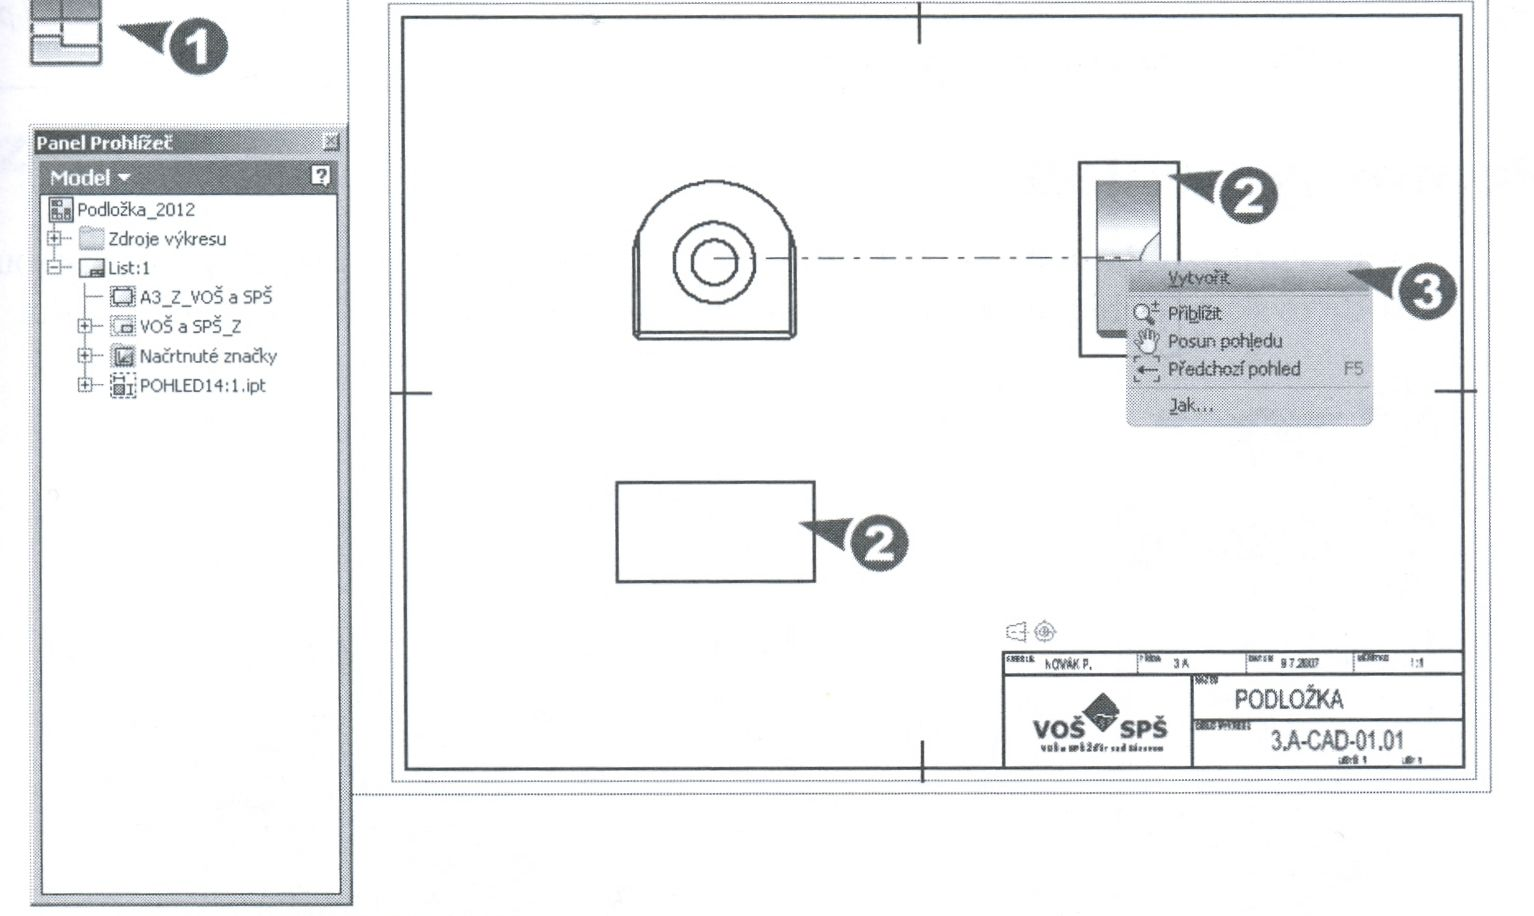 1
Panel Prohlížeč
Model
Podložka_2012
Zdroje výkresu
List:1
A3_Z_VOŠ a SPŠ
VOŠ a SPŠ_Z
Načrtnuté značky
POHLED14:1.ipt
2
Vytvořit
3
Přiblížit
Posun pohledu
Předchozí pohled F5
Jak...
2
NOVÁK P. 3 A 9.7.2007 1:1
PODLOŽKA
VOŠ SPŠ
3.A-CAD-01.01